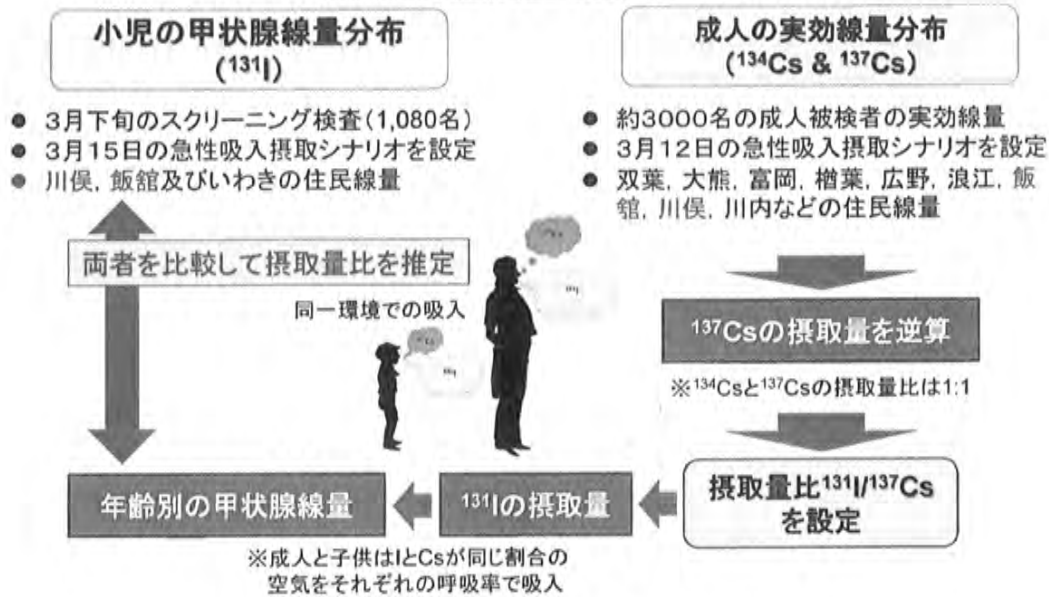 小児の甲状腺線量分布
(¹³¹I)
● 3月下旬のスクリーニング検査(1,080名)
● 3月15日の急性吸入摂取シナリオを設定
● 川俣, 飯舘及びいわきの住民線量
成人の実効線量分布
(¹³⁴Cs & ¹³⁷Cs)
● 約3000名の成人被検者の実効線量
● 3月12日の急性吸入摂取シナリオを設定
● 双葉, 大熊, 富岡, 楢葉, 広野, 浪江, 飯
舘, 川俣, 川内などの住民線量
両者を比較して摂取量比を推定
同一環境での吸入
¹³⁷Csの摂取量を逆算
※¹³⁴Csと¹³⁷Csの摂取量比は1:1
摂取量比¹³¹I/¹³⁷Cs
を設定
¹³¹Iの摂取量
年齢別の甲状腺線量
※成人と子供はIとCsが同じ割合の
空気をそれぞれの呼吸率で吸入